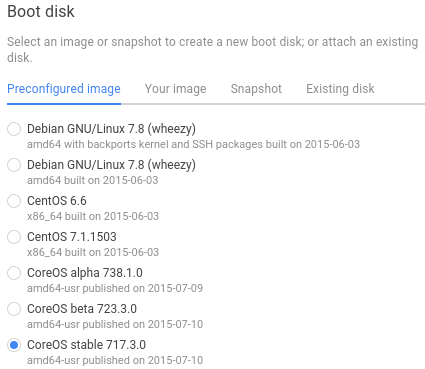 Boot disk
Select an image or snapshot to create a new boot disk; or attach an existing
disk.
Preconfigured image Your image Snapshot Existing disk
Debian GNU/Linux 7.8 (wheezy)
amd64 with backports kernel and SSH packages built on 2015-06-03
Debian GNU/Linux 7.8 (wheezy)
amd64 built on 2015-06-03
CentOS 6.6
x86_64 built on 2015-06-03
CentOS 7.1.1503
x86_64 built on 2015-06-03
CoreOS alpha 738.1.0
amd64-usr published on 2015-07-09
CoreOS beta 723.3.0
amd64-usr published on 2015-07-10
CoreOS stable 717.3.0
amd64-usr published on 2015-07-10